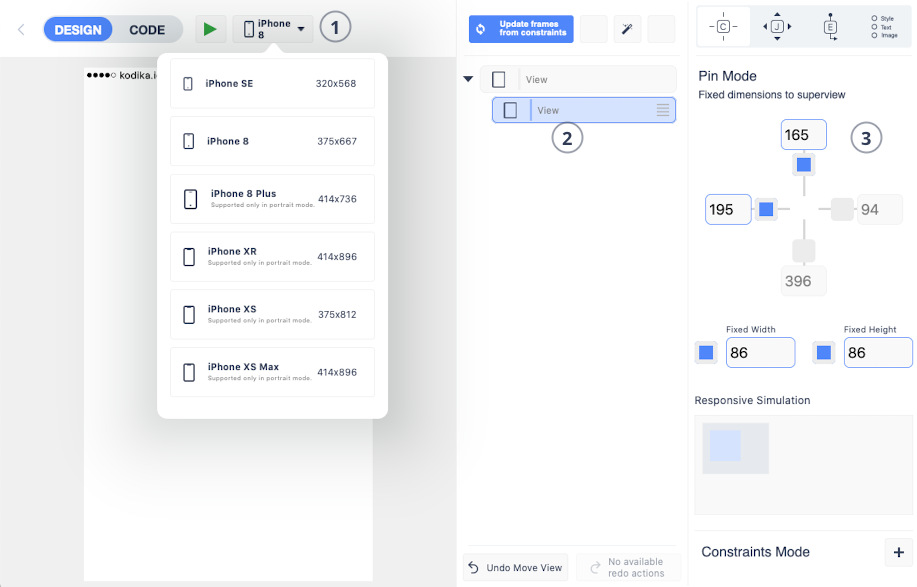 DESIGN
CODE
iPhone
8
1
●●●●○ kodika.i
iPhone SE 320x568
iPhone 8 375x667
iPhone 8 Plus
Supported only in portrait mode.
414x736
iPhone XR
Supported only in portrait mode.
414x896
iPhone XS
Supported only in portrait mode.
375x812
iPhone XS Max
Supported only in portrait mode.
414x896
Update frames
from constraints
View
View
2
Undo Move View
No available
redo actions
C
J
E
Style
Text
Image
Pin Mode
Fixed dimensions to superview
165
3
195
94
396
Fixed Width
86
Fixed Height
86
Responsive Simulation
Constraints Mode
+